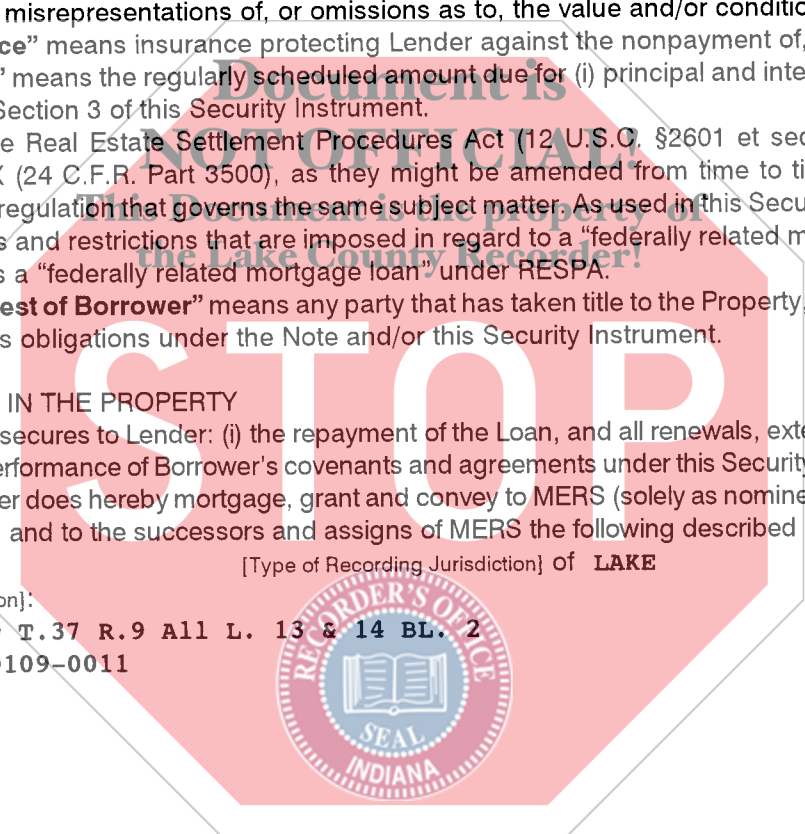 misrepresentations of, or omissions as to, the value and/or conditio
ce” means insurance protecting Lender against the nonpayment of,
” means the regularly scheduled amount due for (i) principal and inte
Section 3 of this Security Instrument.
e Real Estate Settlement Procedures Act (12 U.S.C. §2601 et sec
X (24 C.F.R. Part 3500), as they might be amended from time to ti
regulation that governs the same subject matter. As used in this Secu
s and restrictions that are imposed in regard to a “federally related m
s a “federally related mortgage loan” under RESPA.
est of Borrower” means any party that has taken title to the Property,
s obligations under the Note and/or this Security Instrument.
IN THE PROPERTY
secures to Lender: (i) the repayment of the Loan, and all renewals, exte
erformance of Borrower’s covenants and agreements under this Security
er does hereby mortgage, grant and convey to MERS (solely as nomine
and to the successors and assigns of MERS the following described
[Type of Recording Jurisdiction] of LAKE
on]:
T.37 R.9 All L. 13 & 14 BL. 2
109-0011
Document is
NOT OFFICIAL!
This Document is the property of
the Lake County Recorder!
STOP
RECORDER'S OFFICE
SEAL
INDIANA